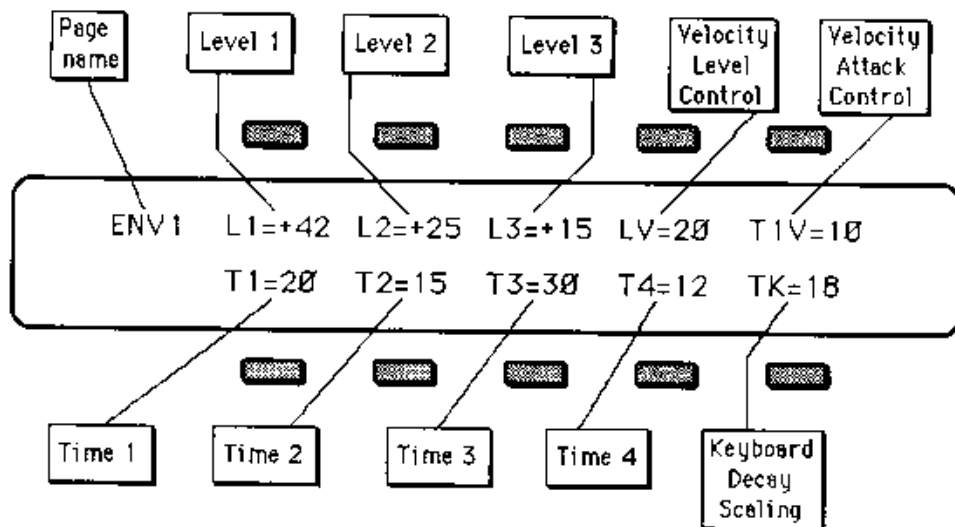 Page
name
Level 1
Level 2
Level 3
Velocity
Level
Control
Velocity
Attack
Control
ENV1 L1=+42 L2=+25 L3=+15 LV=20 T1V=10
T1=20 T2=15 T3=30 T4=12 TK=18
Time 1
Time 2
Time 3
Time 4
Keyboard
Decay
Scaling